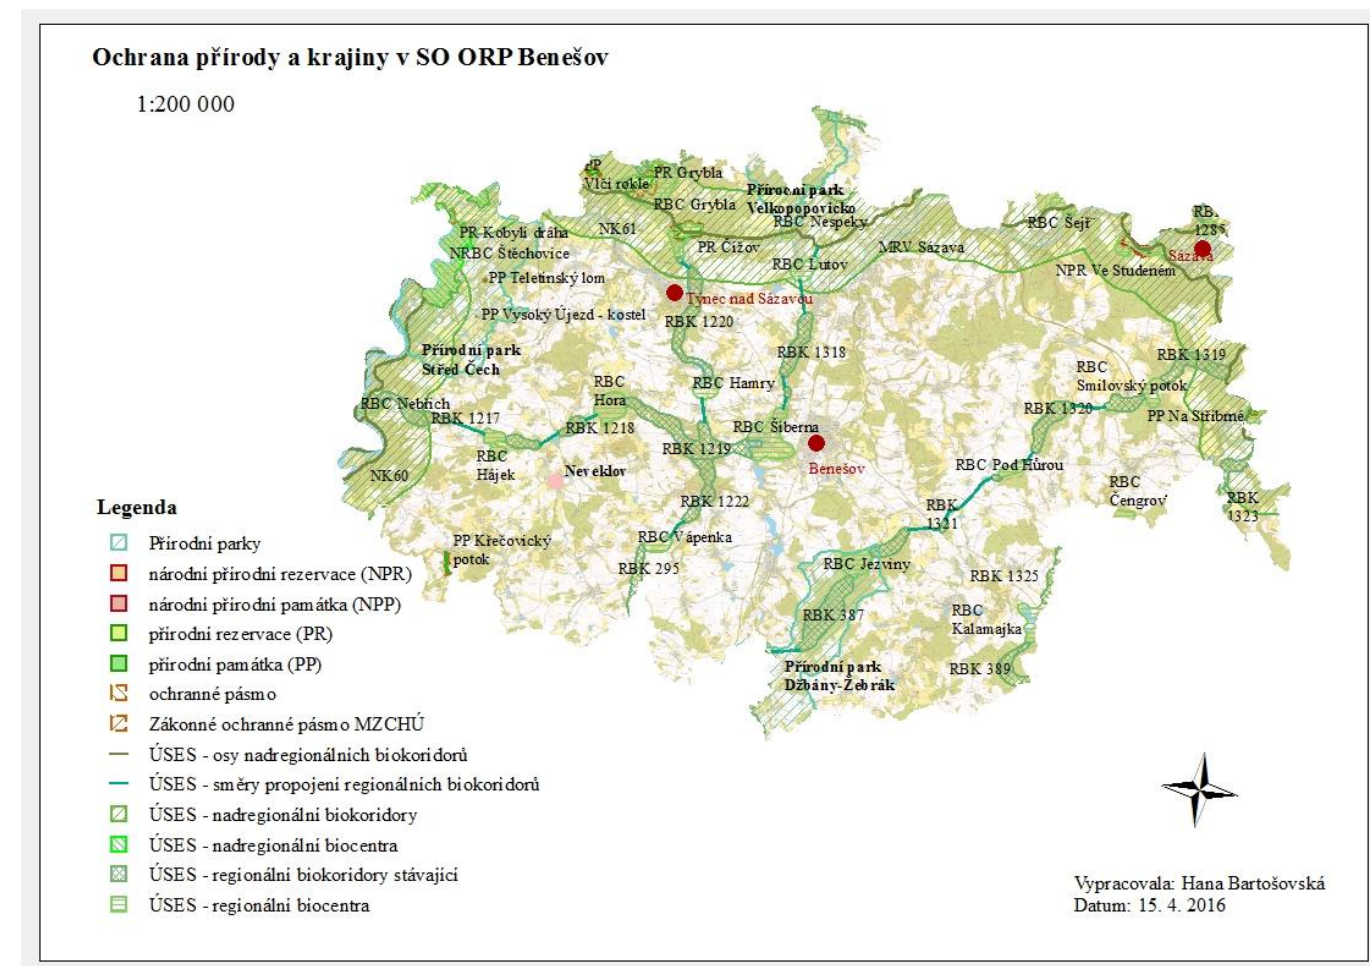 Ochrana přírody a krajiny v SO ORP Benešov
1:200 000
PP
Vlčí rokle
PR Grybla
Přírodní park
Velkopopovicko
RBC Grybla
RBC Nespeky
RBC Šejř
1285
PR Kobylí dráha
NK61
NRBC Štěchovice
PR Čížov
MRV Sázava
Sázava
RBC Lutov
NPR Ve Studeném
PP Teletínský lom
Týnec nad Sázavou
PP Vysoký Újezd - kostel
RBK 1220
Přírodní park
Střed Čech
RBK 1318
RBK 1319
RBC
Smilovský potok
RBC
Hora
RBC Hamry
RBC Nebřich
RBK 1217
RBK 1320
PP Na Stříbrné
RBK 1218
RBC Šiberna
RBK 1219
Benešov
RBC
Hájek
Neveklov
NK60
RBC Pod Hůrou
RBC
Čengrov
RBK 1222
RBK
1321
RBK
1323
RBC Vápenka
PP Křečovický
potok
RBK 295
RBC Jezviny
RBK 1325
RBK 387
RBC
Kalamajka
Přírodní park
Džbány-Žebrák
RBK 389
Legenda
Přírodní parky
národní přírodní rezervace (NPR)
národní přírodní památka (NPP)
přírodní rezervace (PR)
přírodní památka (PP)
ochranné pásmo
Zákonné ochranné pásmo MZCHÚ
ÚSES - osy nadregionálních biokoridorů
ÚSES - směry propojení regionálních biokoridorů
ÚSES - nadregionální biokoridory
ÚSES - nadregionální biocentra
ÚSES - regionální biokoridory stávající
ÚSES - regionální biocentra
Vypracovala: Hana Bartošovská
Datum: 15. 4. 2016